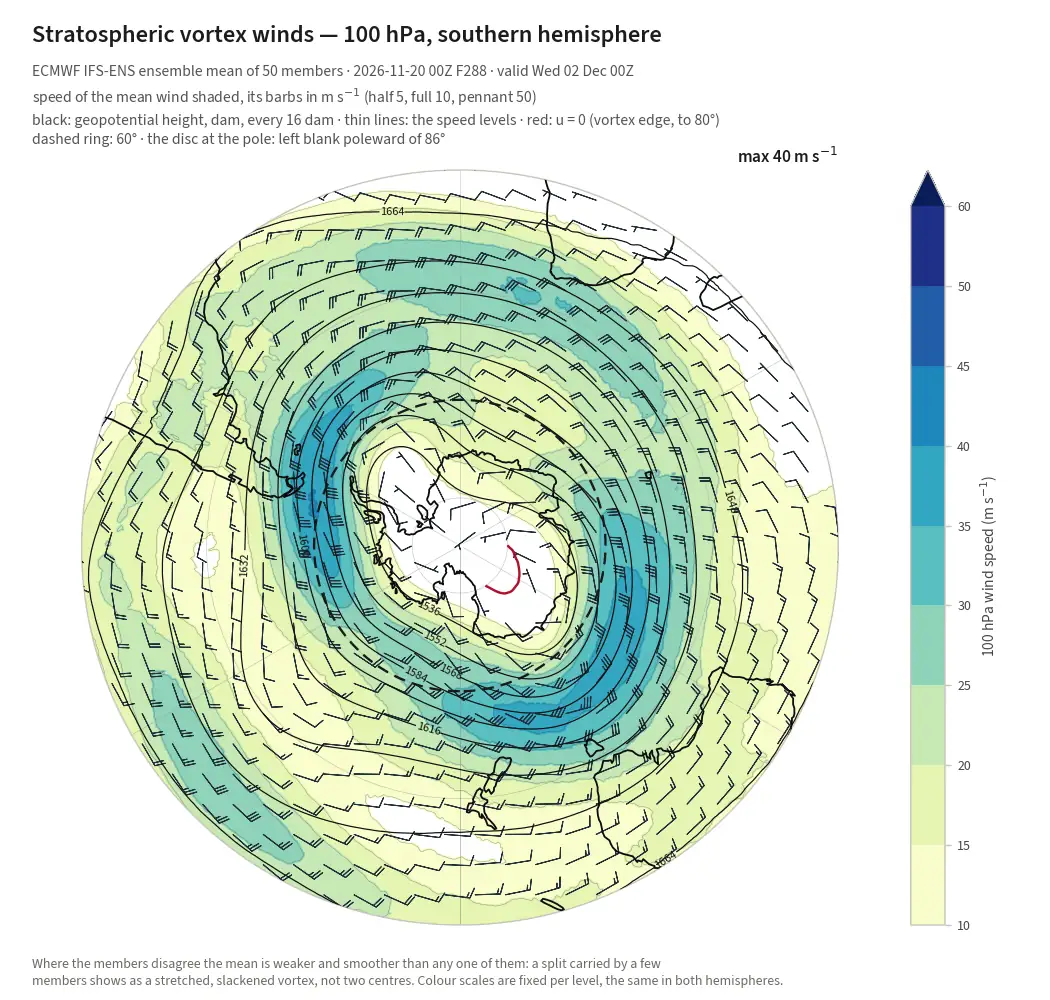 Stratospheric vortex winds — 100 hPa, southern hemisphere
ECMWF IFS-ENS ensemble mean of 50 members · 2026-11-20 00Z F288 · valid Wed 02 Dec 00Z
speed of the mean wind shaded, its barbs in m s⁻¹ (half 5, full 10, pennant 50)
black: geopotential height, dam, every 16 dam · thin lines: the speed levels · red: u = 0 (vortex edge, to 80°)
dashed ring: 60° · the disc at the pole: left blank poleward of 86°
max 40 m s⁻¹
1664
1632
1536
1552
1568
1584
1616
1664
60
50
45
40
35
30
25
20
15
10
100 hPa wind speed (m s⁻¹)
Where the members disagree the mean is weaker and smoother than any one of them: a split carried by a few
members shows as a stretched, slackened vortex, not two centres. Colour scales are fixed per level, the same in both hemispheres.